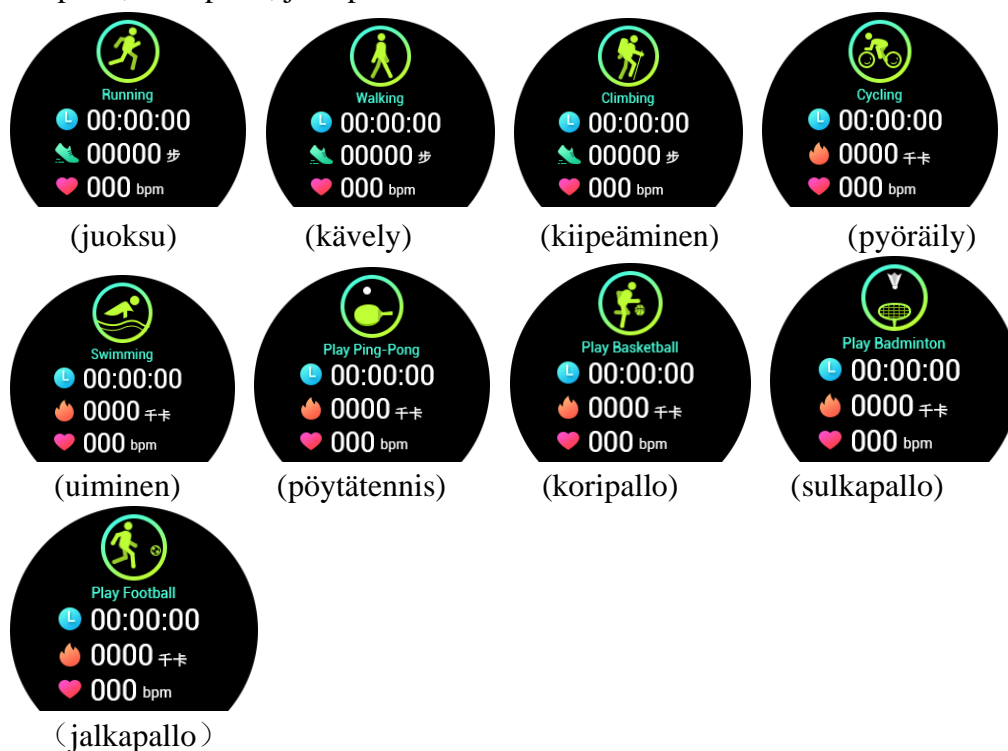 Running
00:00:00
00000 步
000 bpm
Walking
00:00:00
00000 步
000 bpm
Climbing
00:00:00
00000 步
000 bpm
Cycling
00:00:00
0000 千卡
000 bpm
(juoksu) (kävely) (kiipeäminen) (pyöräily)
Swimming
00:00:00
0000 千卡
000 bpm
Play Ping-Pong
00:00:00
0000 千卡
000 bpm
Play Basketball
00:00:00
0000 千卡
000 bpm
Play Badminton
00:00:00
0000 千卡
000 bpm
(uiminen) (pöytätennis) (koripallo) (sulkapallo)
Play Football
00:00:00
0000 千卡
000 bpm
（jalkapallo）